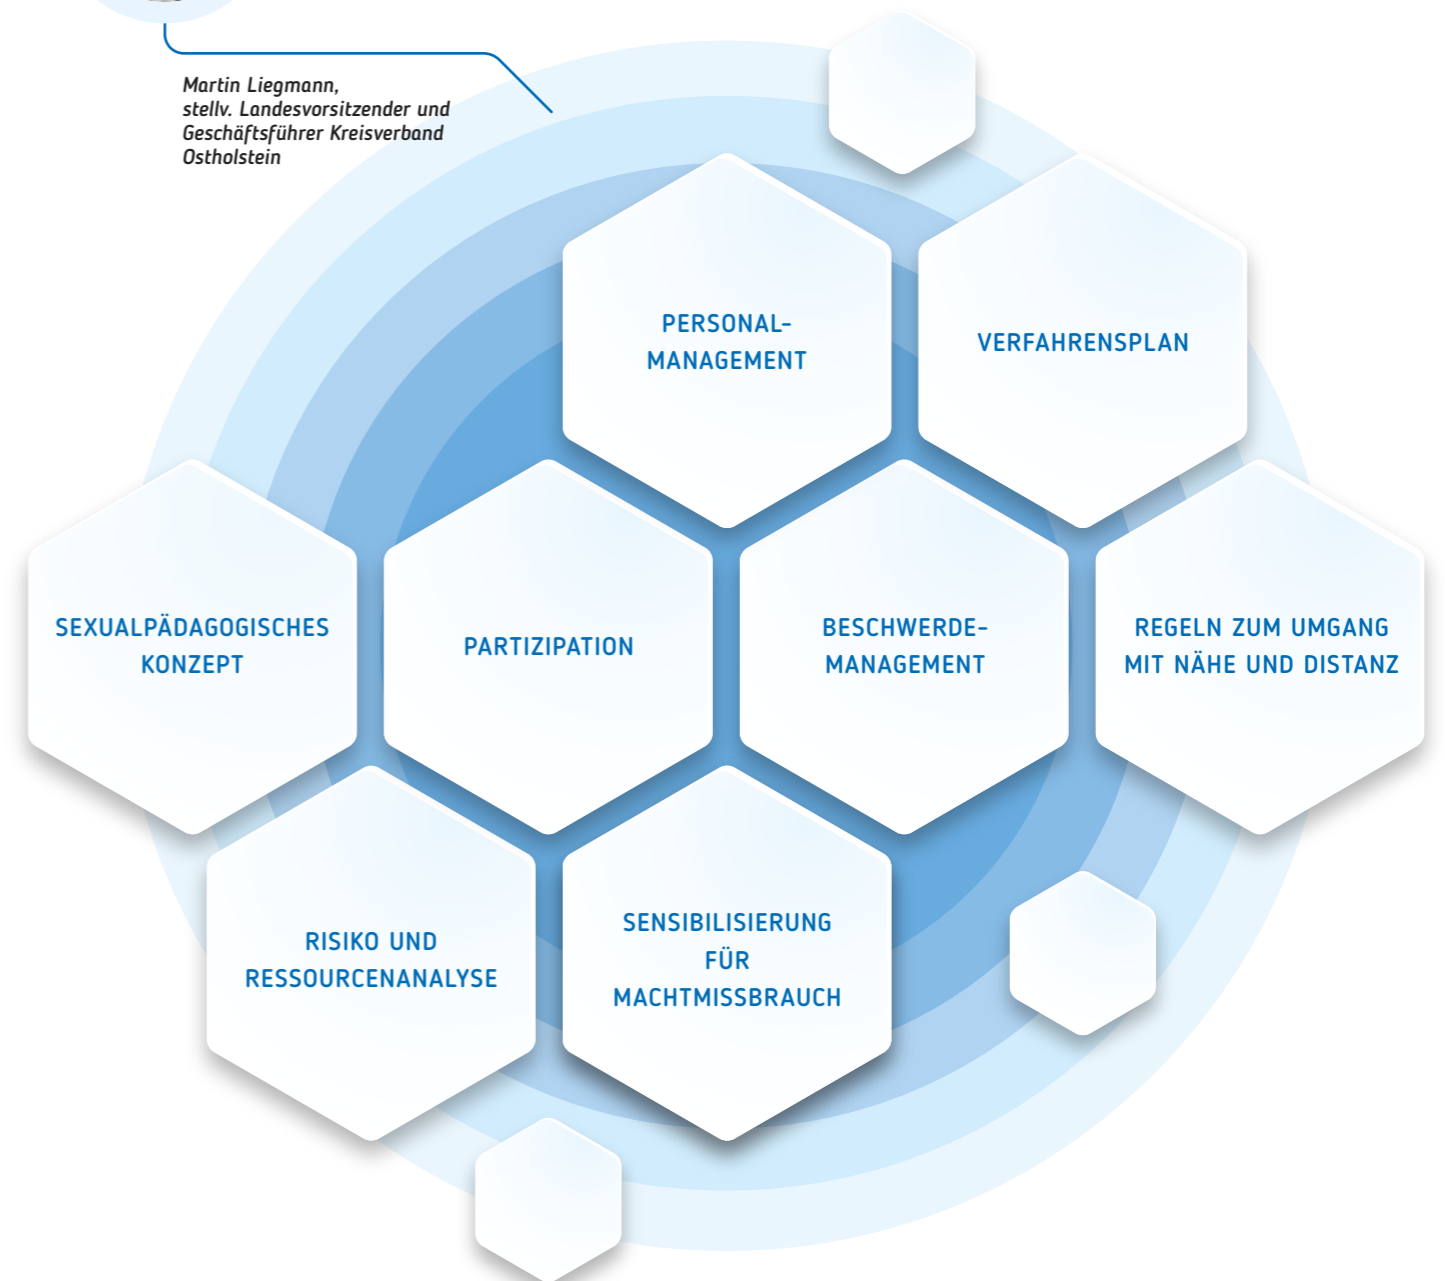 Martin Liegmann,
stellv. Landesvorsitzender und
Geschäftsführer Kreisverband
Ostholstein
PERSONAL-
MANAGEMENT
VERFAHRENSPLAN
SEXUALPÄDAGOGISCHES
KONZEPT
PARTIZIPATION
BESCHWERDE-
MANAGEMENT
REGELN ZUM UMGANG
MIT NÄHE UND DISTANZ
RISIKO UND
RESSOURCENANALYSE
SENSIBILISIERUNG
FÜR
MACHTMISSBRAUCH